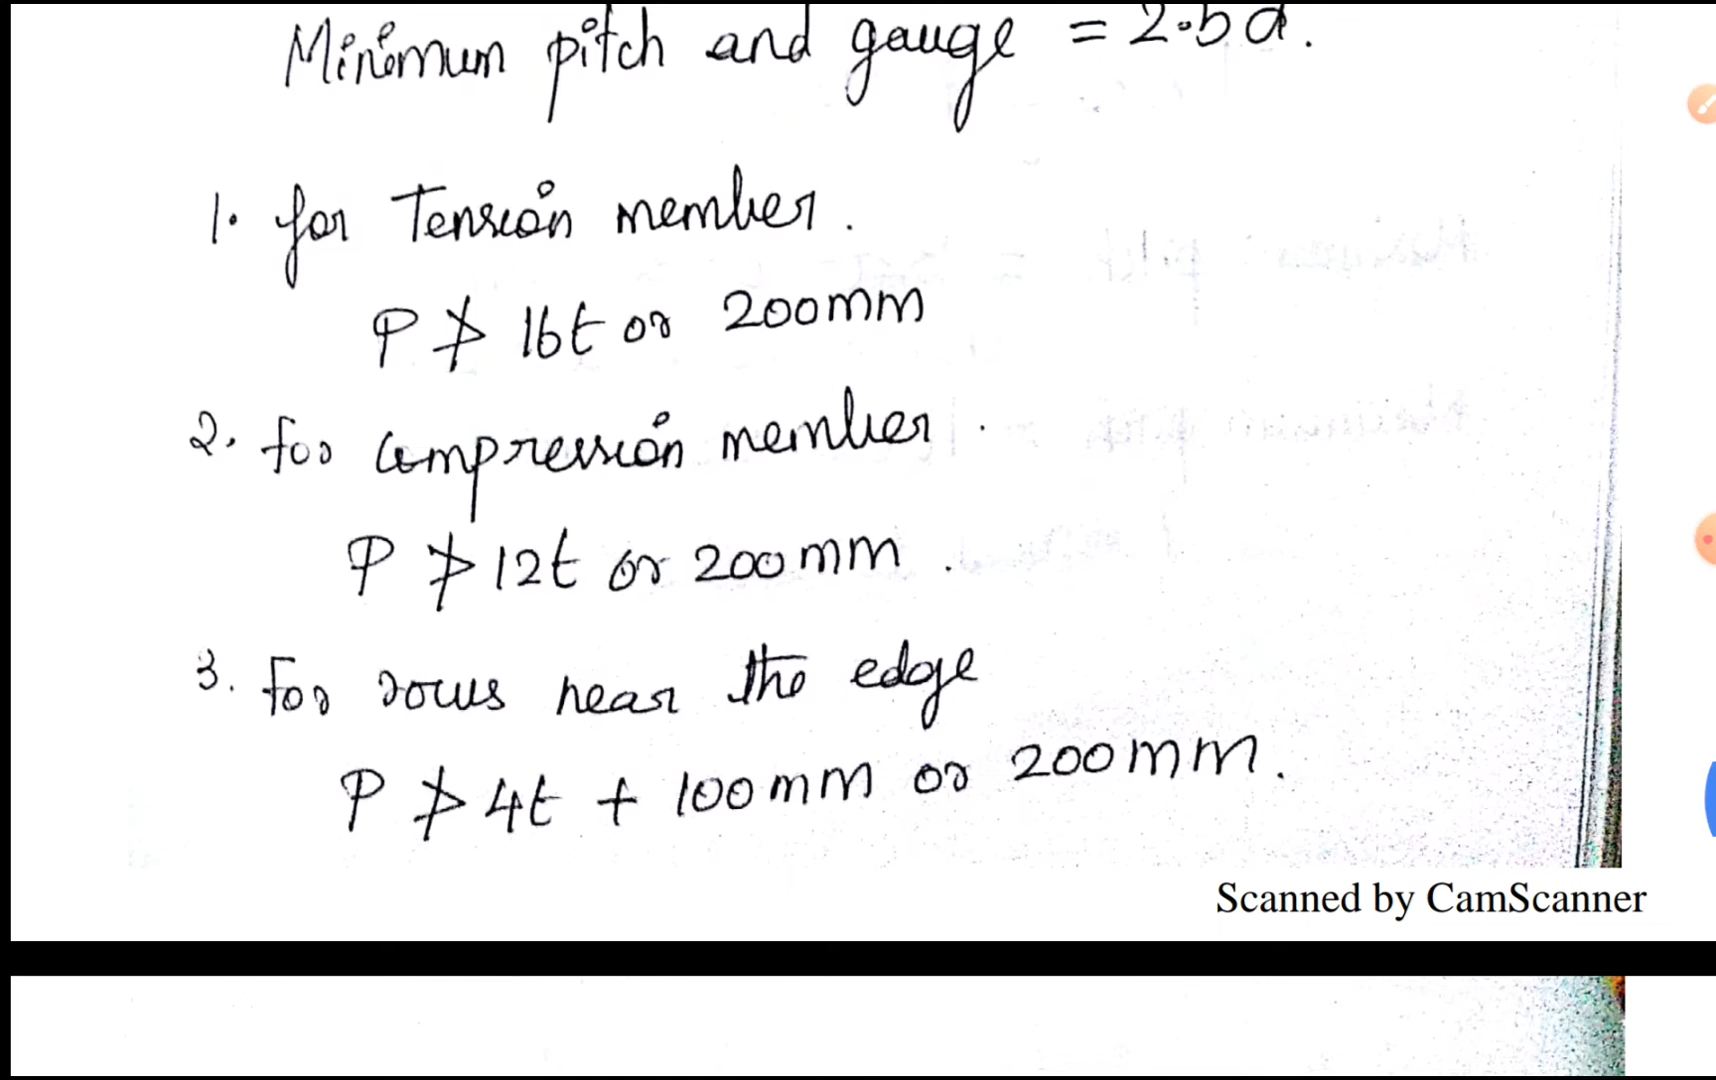 Minimum pitch and gauge = 2.5d.
1. for Tension member.
P ≯ 16t or 200mm
2. for compression member.
P ≯ 12t or 200mm.
3. For rows near the edge
P ≯ 4t + 100mm or 200mm.
Scanned by CamScanner